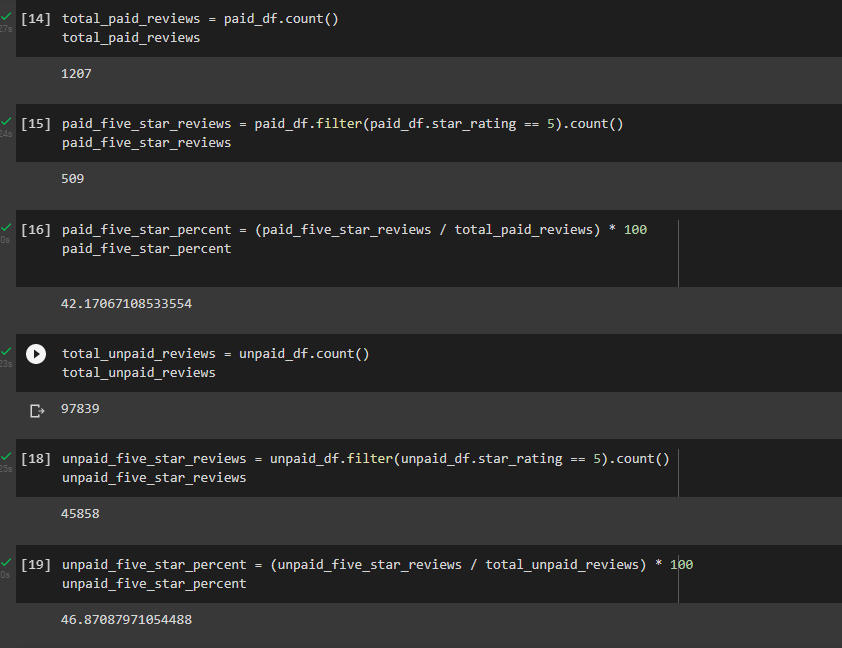 [14] total_paid_reviews = paid_df.count()
total_paid_reviews
27s
1207
[15] paid_five_star_reviews = paid_df.filter(paid_df.star_rating == 5).count()
paid_five_star_reviews
24s
509
[16] paid_five_star_percent = (paid_five_star_reviews / total_paid_reviews) * 100
0s
paid_five_star_percent
42.17067108533554
total_unpaid_reviews = unpaid_df.count()
23s
total_unpaid_reviews
97839
[18] unpaid_five_star_reviews = unpaid_df.filter(unpaid_df.star_rating == 5).count()
25s
unpaid_five_star_reviews
45858
[19] unpaid_five_star_percent = (unpaid_five_star_reviews / total_unpaid_reviews) * 100
0s
unpaid_five_star_percent
46.87087971054488